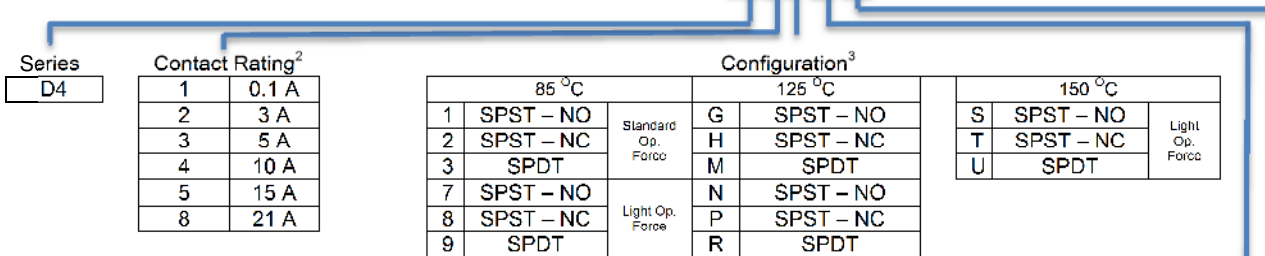 Series Contact Rating² Configuration³
D4 1 0.1 A 85 °C 125 °C 150 °C
2 3 A 1 SPST – NO Standard Op. Force G SPST – NO S SPST – NO Light Op. Force
3 5 A 2 SPST – NC H SPST – NC T SPST – NC
4 10 A 3 SPDT M SPDT U SPDT
5 15 A 7 SPST – NO Light Op. Force N SPST – NO
8 21 A 8 SPST – NC P SPST – NC
9 SPDT R SPDT